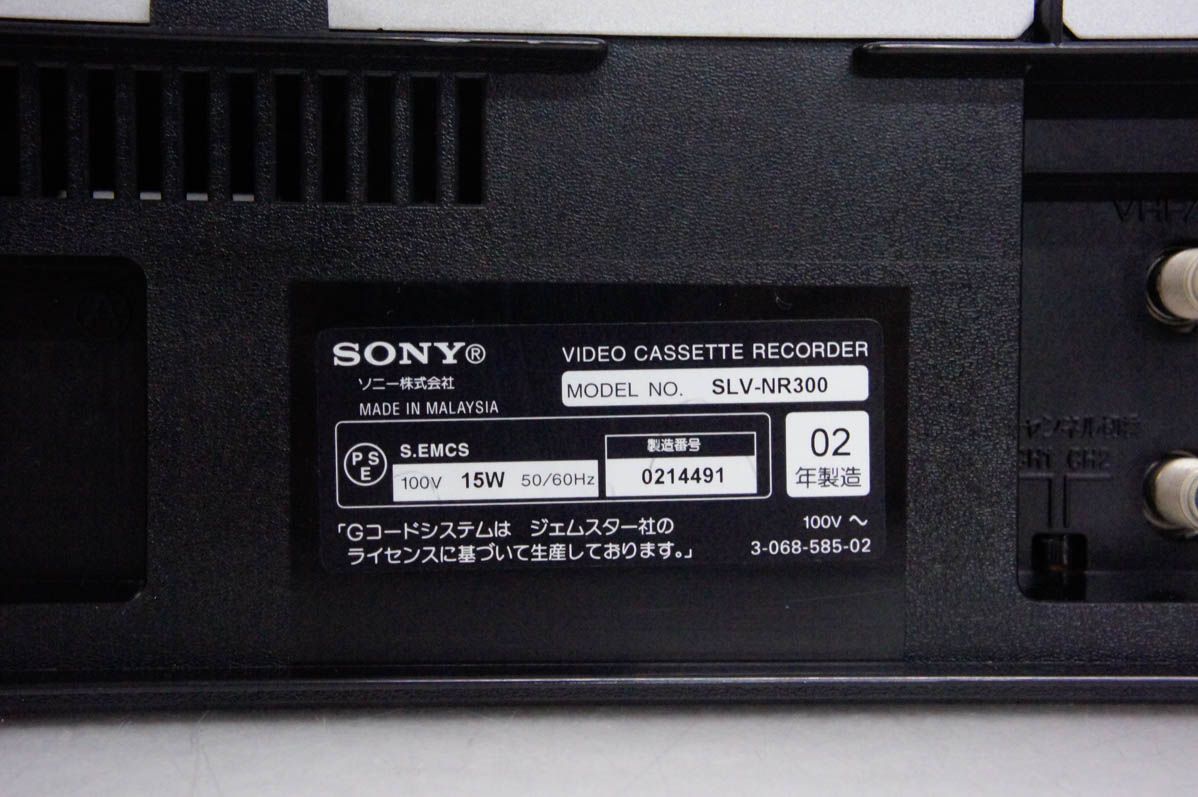 SONY®
ソニー株式会社
MADE IN MALAYSIA
VIDEO CASSETTE RECORDER
MODEL NO. SLV-NR300
PSE
S.EMCS
100V 15W 50/60Hz
製造番号
0214491
02
年製造
「Gコードシステムは ジェムスター社の
ライセンスに基づいて生産しております。」
100V ～
3-068-585-02
CH1 CH2